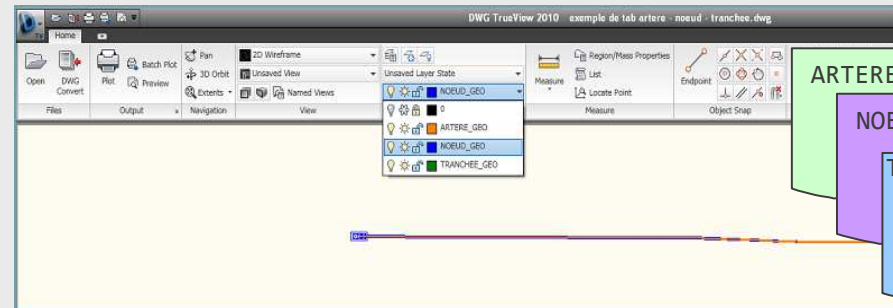 DWG TrueView 2010 exemple de tab artere - noeud - tranchee.dwg
TV
Home
Open
DWG Convert
Files
Plot
Batch Plot
Preview
Output
Pan
3D Orbit
Extents
Navigation
2D Wireframe
Unsaved View
Named Views
View
Unsaved Layer State
NOEUD_GEO
0
ARTERE_GEO
NOEUD_GEO
TRANCHEE_GEO
Measure
Region/Mass Properties
List
Locate Point
Measure
Endpoint
Object Snap
ARTERE
NOE
T